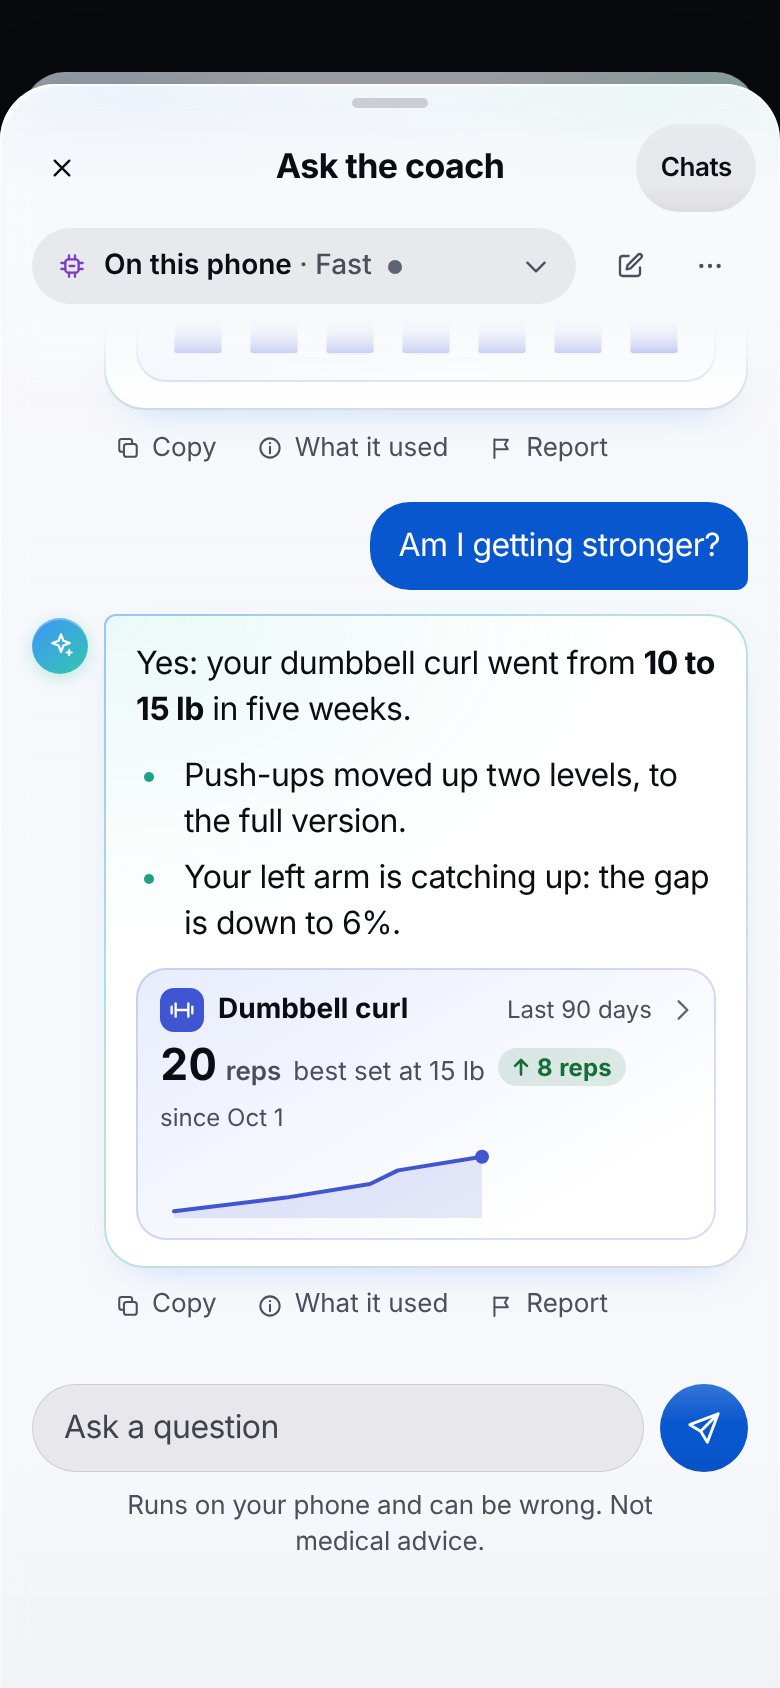 Ask the coach
Chats
On this phone · Fast
Copy
What it used
Report
Am I getting stronger?
Yes: your dumbbell curl went from 10 to
15 lb in five weeks.
• Push-ups moved up two levels, to
the full version.
• Your left arm is catching up: the gap
is down to 6%.
Dumbbell curl
Last 90 days
20 reps best set at 15 lb ↑ 8 reps
since Oct 1
Copy
What it used
Report
Ask a question
Runs on your phone and can be wrong. Not
medical advice.